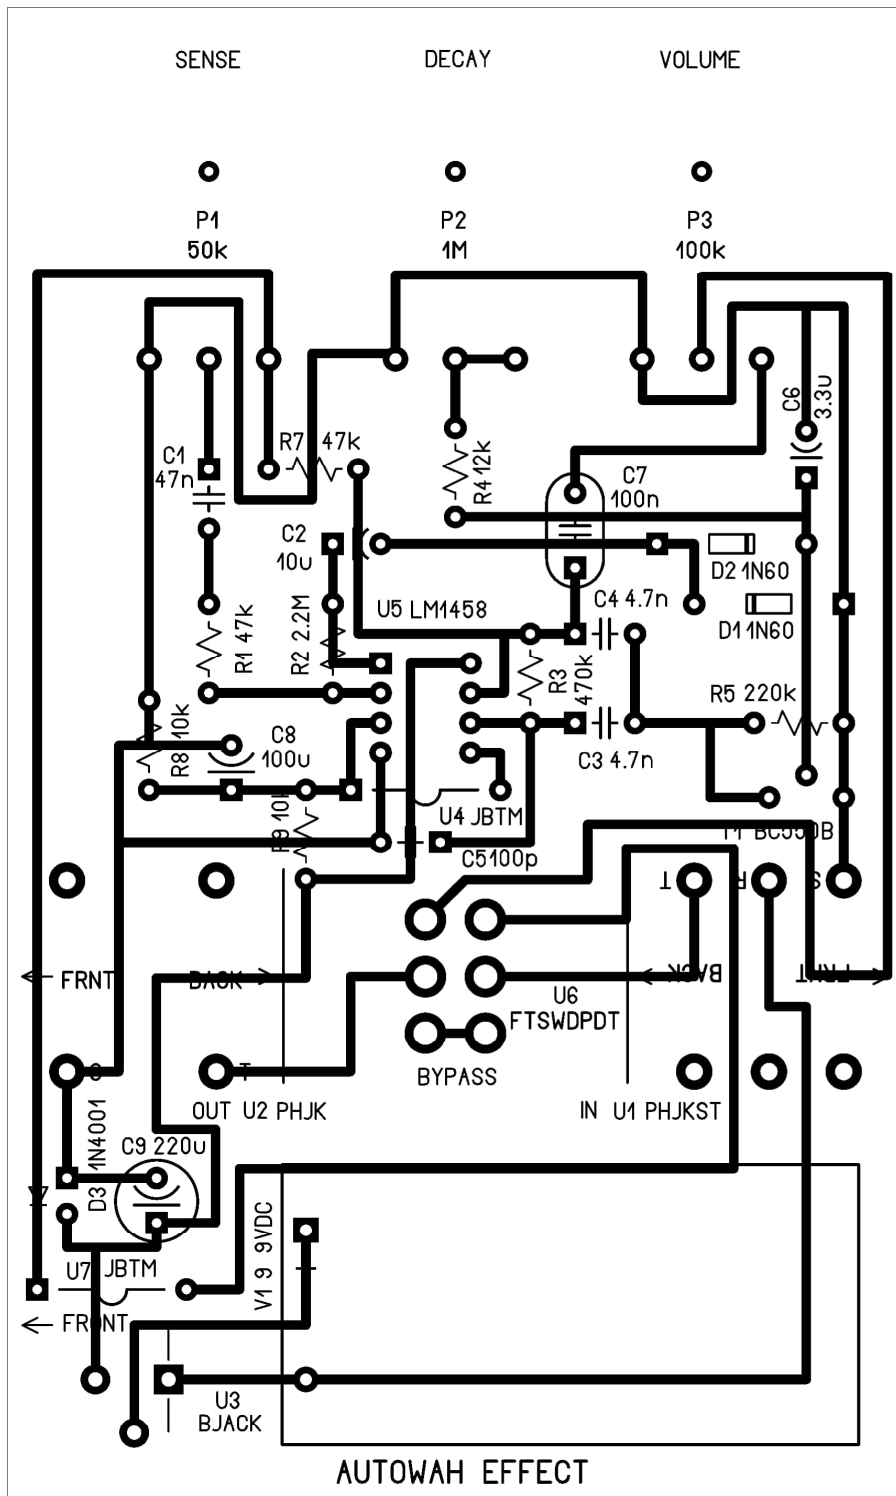 SENSE DECAY VOLUME
P1 P2 P3
50k 1M 100k
C6
3.3u
R7 47k
C1
47n
R4 12k
C7
100n
C2
10u
D2 1N60
C4 4.7n
U5 LM1458
D1 1N60
R1 47k
R2 2.2M
R3
470k
R5 220k
R8 10k
C8
100u
C3 4.7n
R9 10k
U4 JBTM
T1 BC550B
C5 100p
T R S
FRNT BACK BACK FRNT
U6
FTSWDPDT
S T
BYPASS
OUT U2 PHJK IN U1 PHJKST
D3 1N4001
C9 220u
V1 9 9VDC
U7 JBTM
FRONT
U3
BJACK
AUTOWAH EFFECT